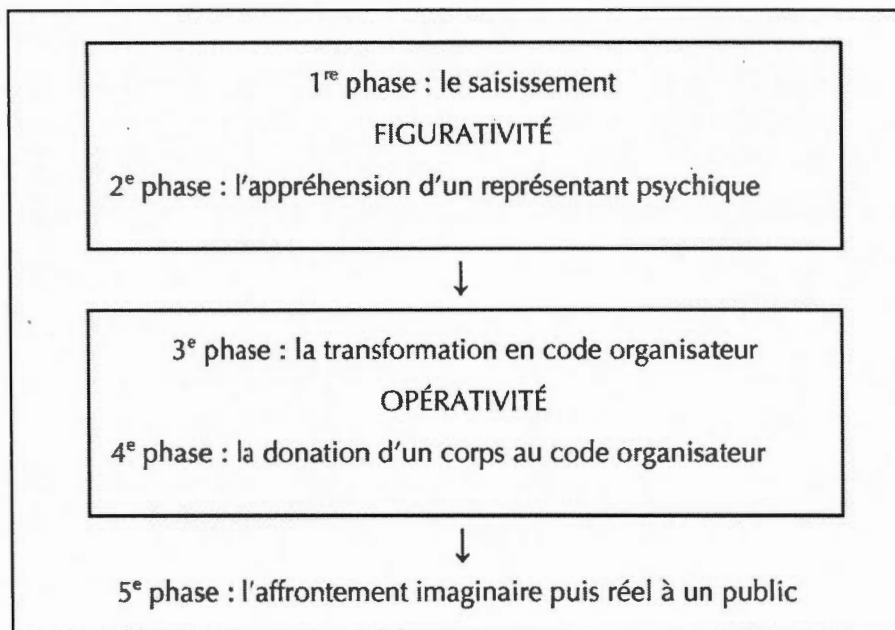 1re phase : le saisissement
FIGURATIVITÉ
2e phase : l'appréhension d'un représentant psychique
↓
3e phase : la transformation en code organisateur
OPÉRATIVITÉ
4e phase : la donation d'un corps au code organisateur
↓
5e phase : l'affrontement imaginaire puis réel à un public